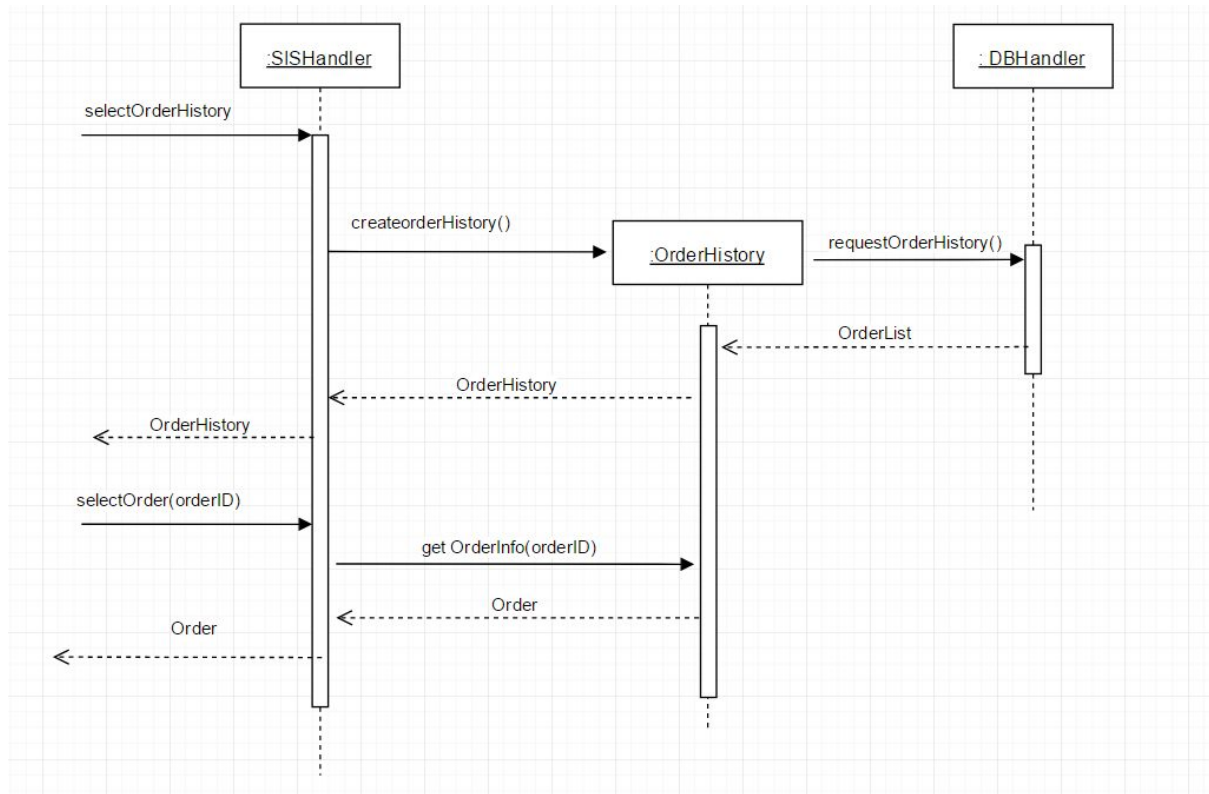 :SISHandler
: DBHandler
selectOrderHistory
createorderHistory()
:OrderHistory
requestOrderHistory()
OrderList
OrderHistory
OrderHistory
selectOrder(orderID)
get OrderInfo(orderID)
Order
Order